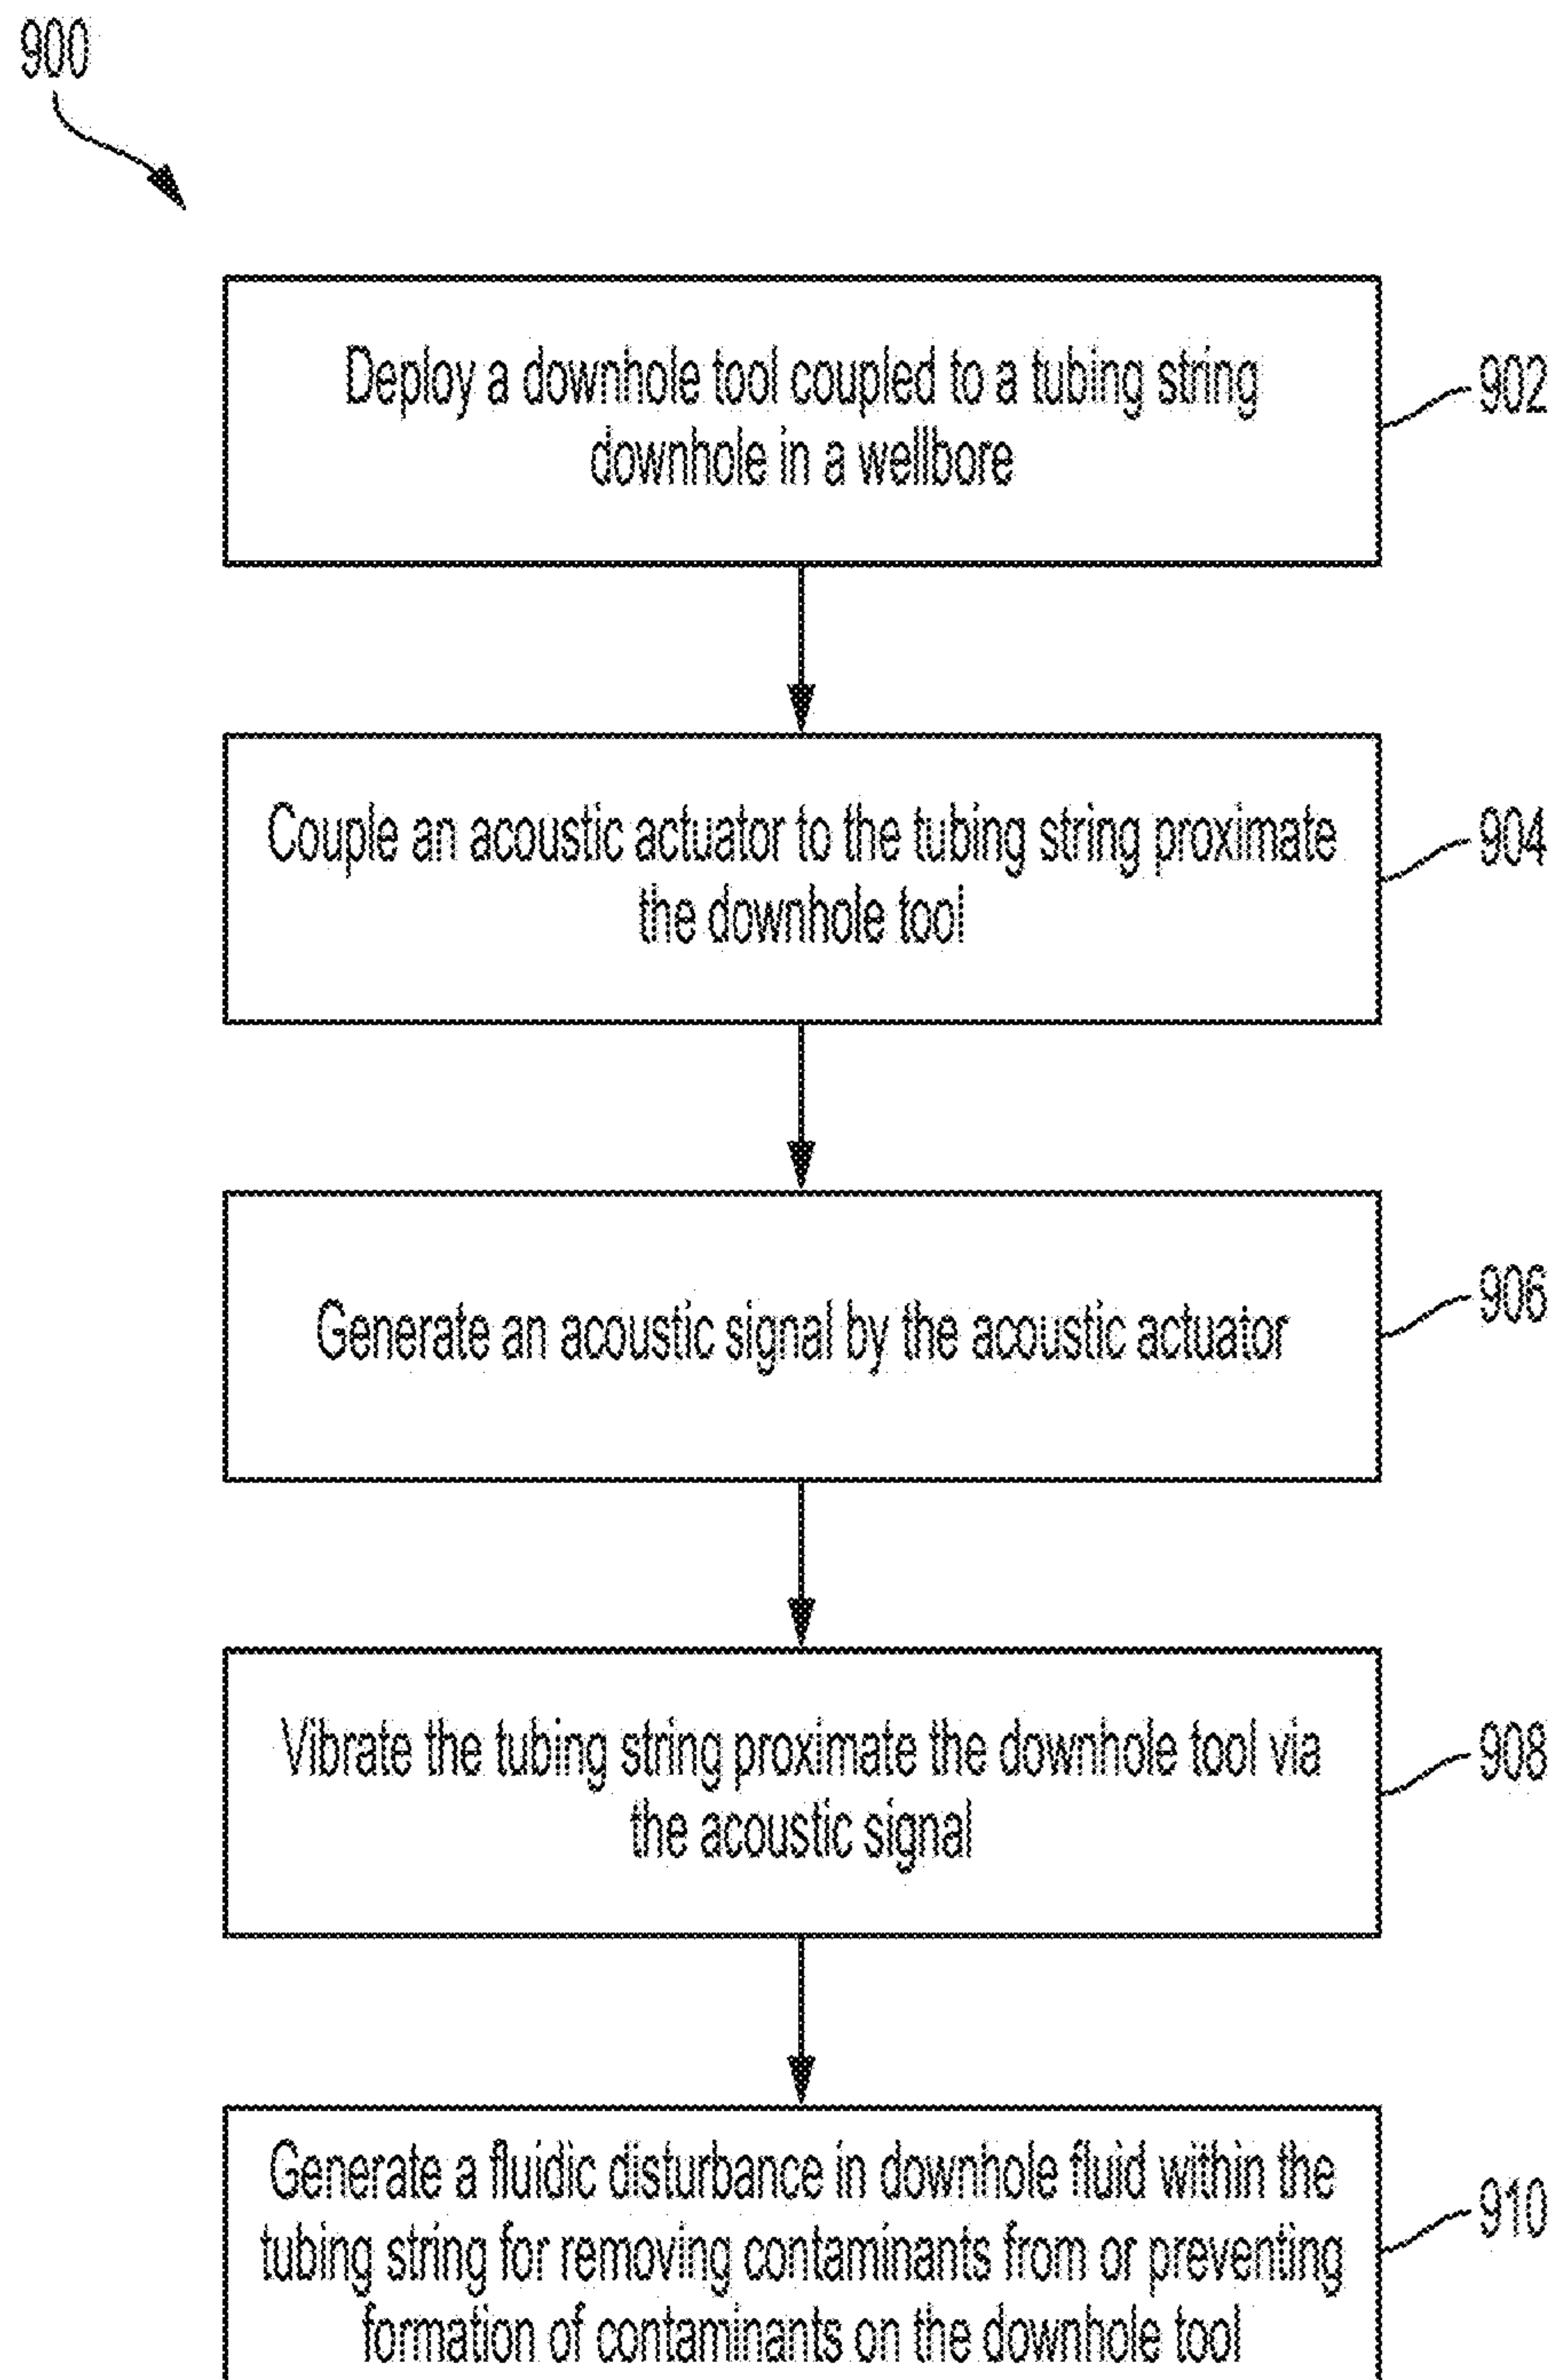 900
Deploy a downhole tool coupled to a tubing string
downhole in a wellbore
902
Couple an acoustic actuator to the tubing string proximate
the downhole tool
904
Generate an acoustic signal by the acoustic actuator
906
Vibrate the tubing string proximate the downhole tool via
the acoustic signal
908
Generate a fluidic disturbance in downhole fluid within the
tubing string for removing contaminants from or preventing
formation of contaminants on the downhole tool
910